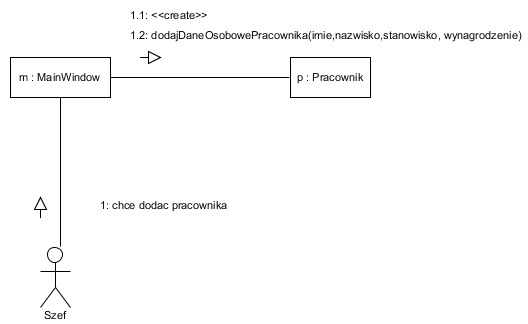 1.1: <<create>>
1.2: dodajDaneOsobowePracownika(imie,nazwisko,stanowisko, wynagrodzenie)
m : MainWindow
p : Pracownik
1: chce dodac pracownika
Szef